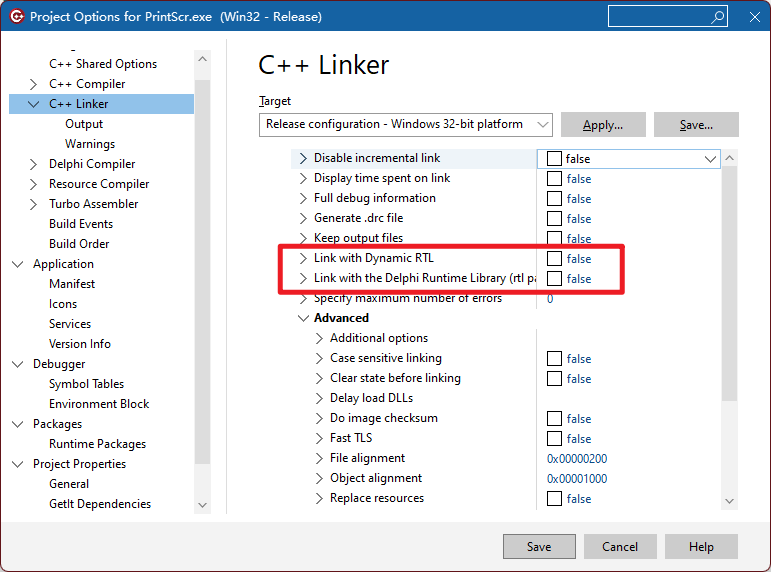 Project Options for PrintScr.exe (Win32 - Release)
C++ Shared Options
C++ Compiler
C++ Linker
Output
Warnings
Delphi Compiler
Resource Compiler
Turbo Assembler
Build Events
Build Order
Application
Manifest
Icons
Services
Version Info
Debugger
Symbol Tables
Environment Block
Packages
Runtime Packages
Project Properties
General
GetIt Dependencies
C++ Linker
Target
Release configuration - Windows 32-bit platform
Apply...
Save...
Disable incremental link false
Display time spent on link false
Full debug information false
Generate .drc file false
Keep output files false
Link with Dynamic RTL false
Link with the Delphi Runtime Library (rtl pa false
Specify maximum number of errors 0
Advanced
Additional options
Case sensitive linking false
Clear state before linking false
Delay load DLLs
Do image checksum false
Fast TLS false
File alignment 0x00000200
Object alignment 0x00001000
Replace resources false
Save
Cancel
Help